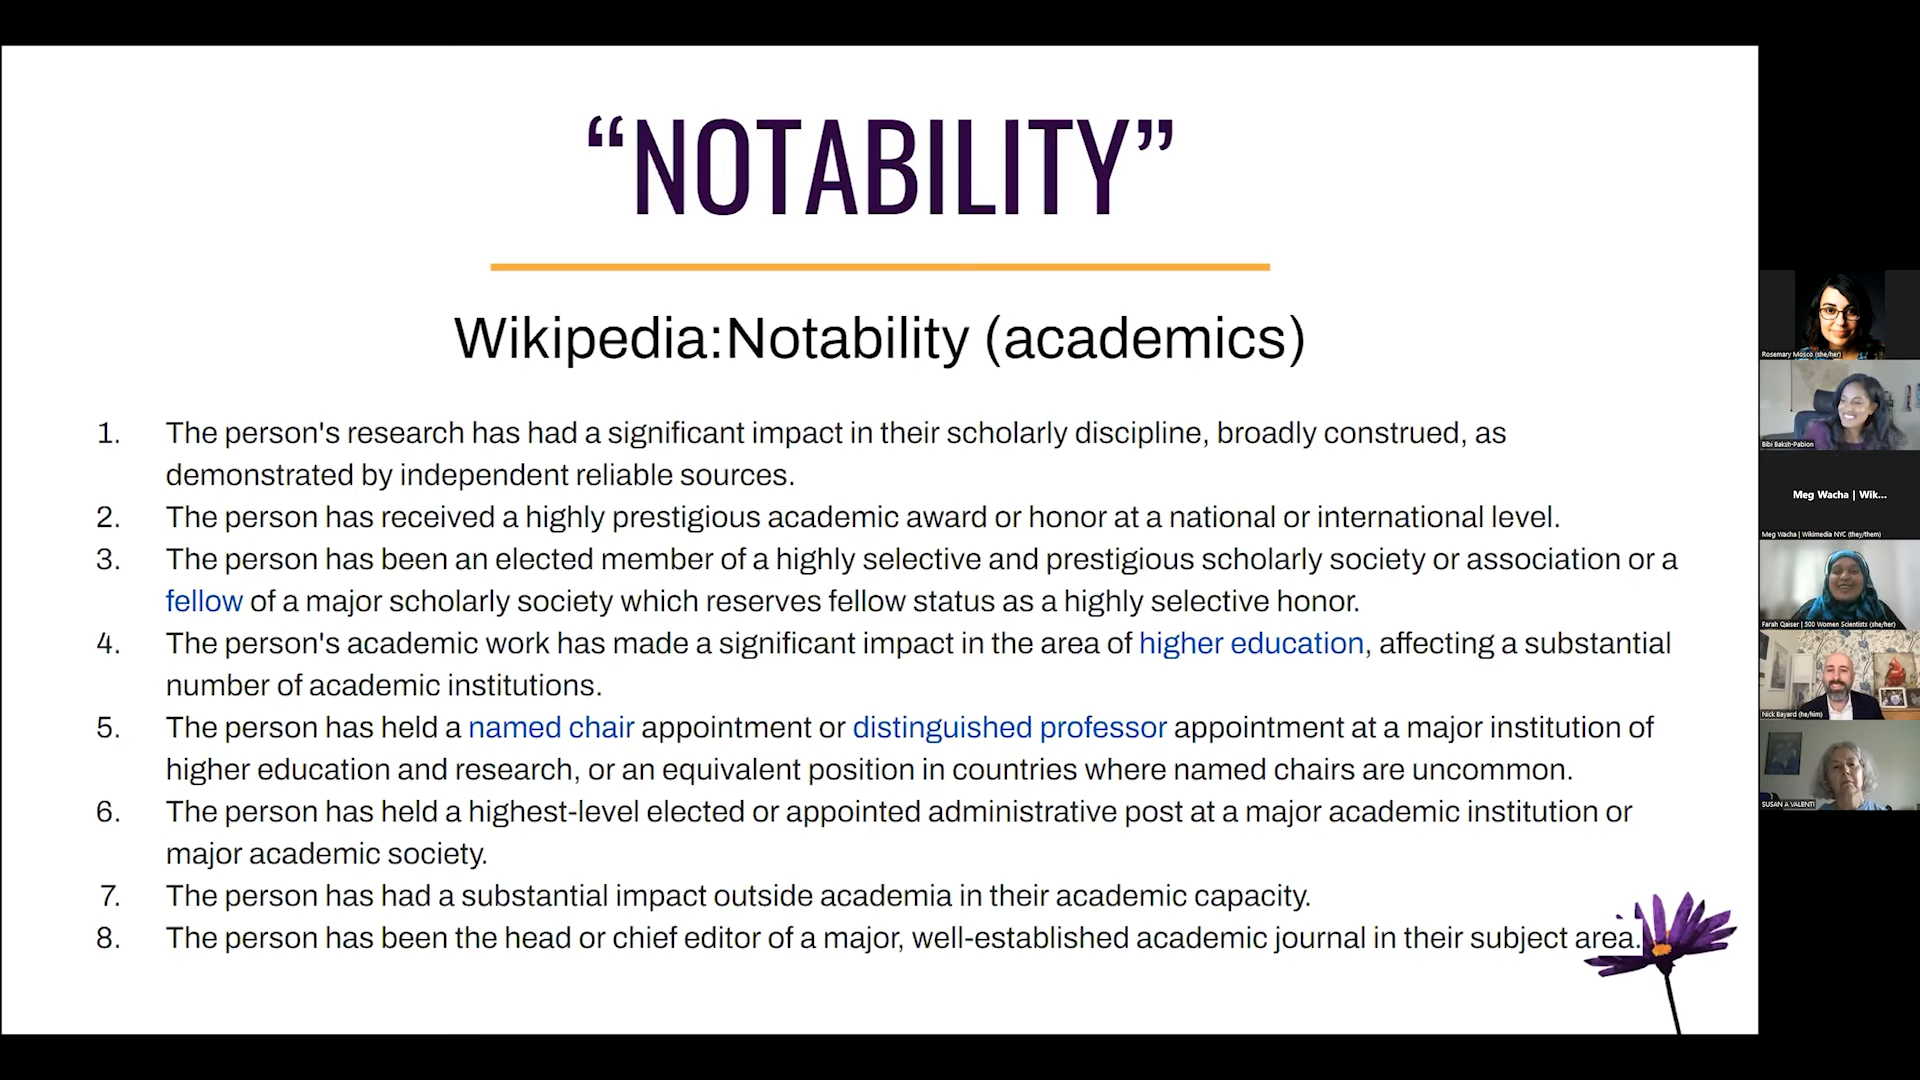 “NOTABILITY”
Wikipedia:Notability (academics)
1. The person's research has had a significant impact in their scholarly discipline, broadly construed, as
demonstrated by independent reliable sources.
2. The person has received a highly prestigious academic award or honor at a national or international level.
3. The person has been an elected member of a highly selective and prestigious scholarly society or association or a
fellow of a major scholarly society which reserves fellow status as a highly selective honor.
4. The person's academic work has made a significant impact in the area of higher education, affecting a substantial
number of academic institutions.
5. The person has held a named chair appointment or distinguished professor appointment at a major institution of
higher education and research, or an equivalent position in countries where named chairs are uncommon.
6. The person has held a highest-level elected or appointed administrative post at a major academic institution or
major academic society.
7. The person has had a substantial impact outside academia in their academic capacity.
8. The person has been the head or chief editor of a major, well-established academic journal in their subject area.
Rosemary Mosco (she/her)
Bibi Baksh-Pabion
Meg Wacha | Wik...
Meg Wacha | Wikimedia NYC (they/them)
Farah Qaiser | 500 Women Scientists (she/her)
Nick Bayard (he/him)
SUSAN A VALENTI